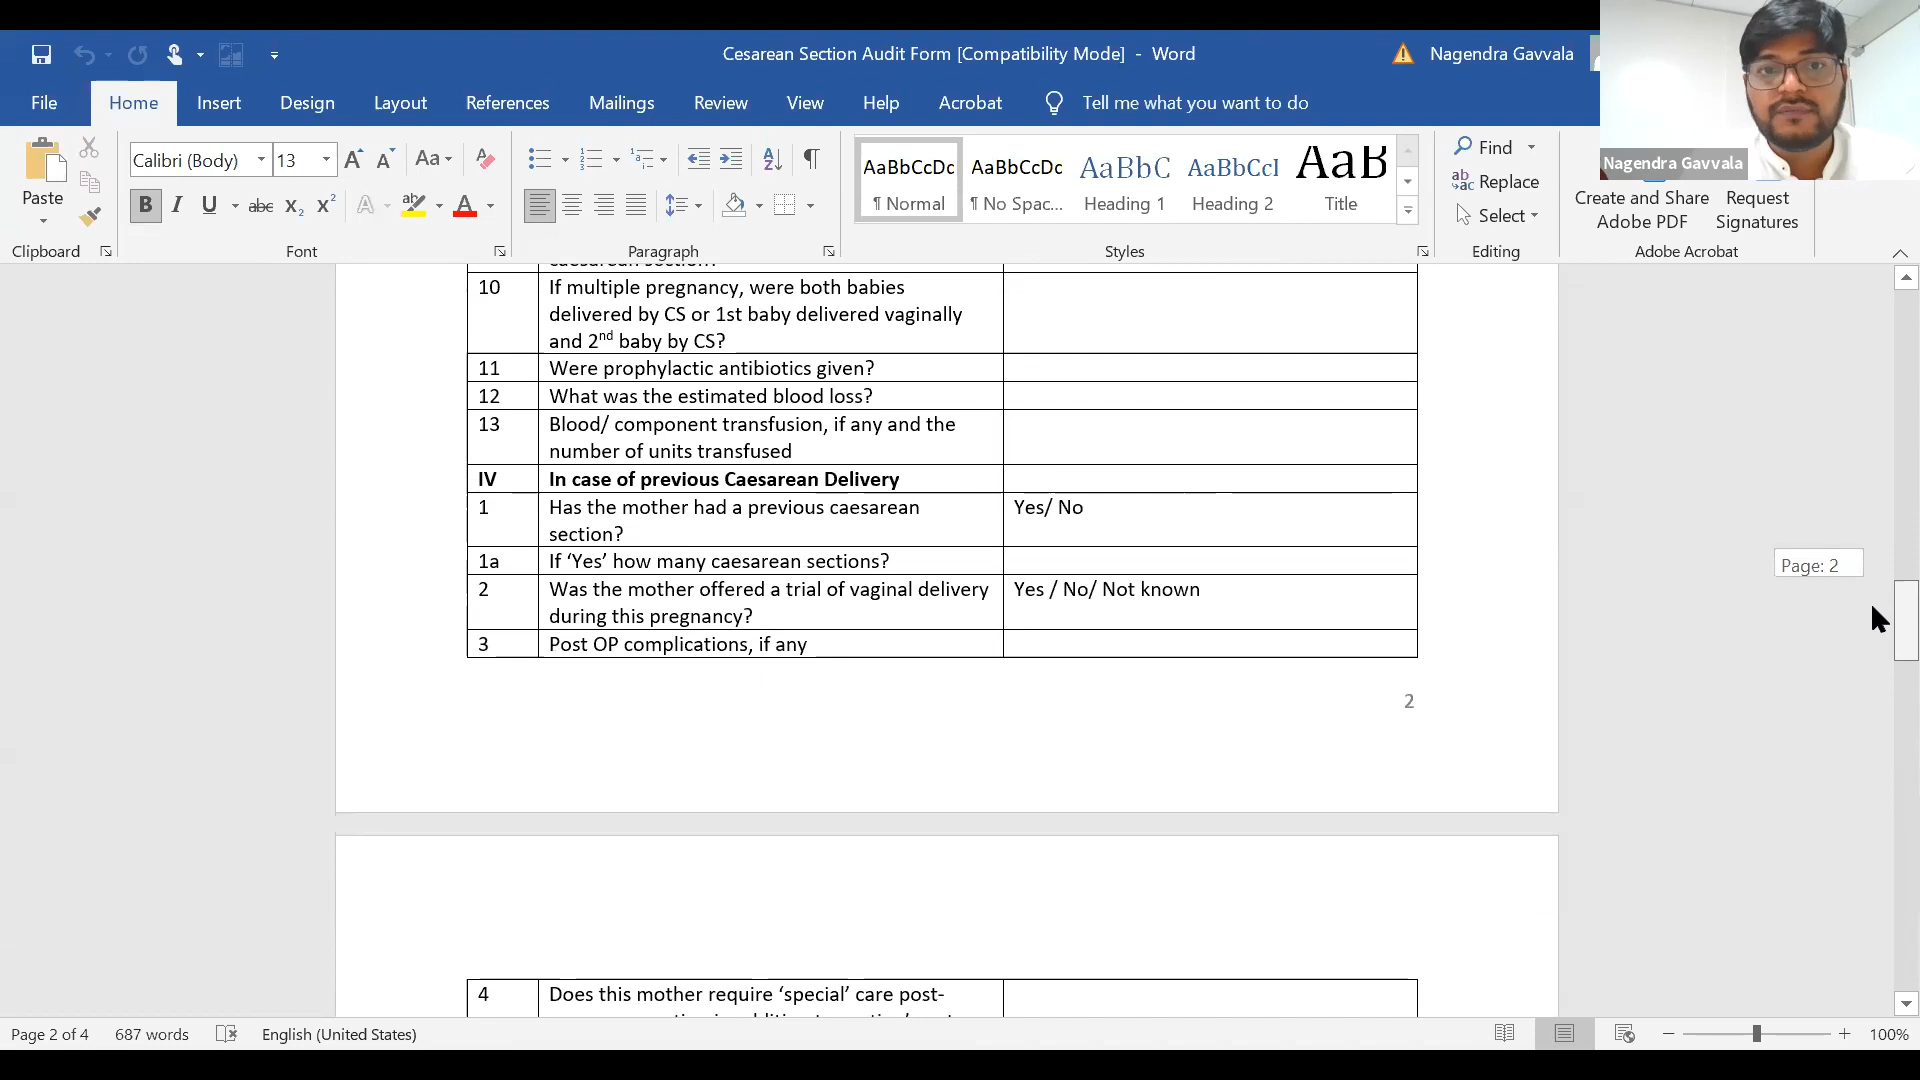 Cesarean Section Audit Form [Compatibility Mode] - Word
Nagendra Gavvala
File Home Insert Design Layout References Mailings Review View Help Acrobat Tell me what you want to do
Paste
Clipboard
Calibri (Body) 13
Font
Paragraph
AaBbCcDc AaBbCcDc AaBbC AaBbCcI AaB
¶ Normal ¶ No Spac... Heading 1 Heading 2 Title
Styles
Find
Replace
Select
Editing
Nagendra Gavvala
Create and Share Adobe PDF
Request Signatures
Adobe Acrobat
caesarean section?
10 If multiple pregnancy, were both babies
delivered by CS or 1st baby delivered vaginally
and 2nd baby by CS?
11 Were prophylactic antibiotics given?
12 What was the estimated blood loss?
13 Blood/ component transfusion, if any and the
number of units transfused
IV In case of previous Caesarean Delivery
1 Has the mother had a previous caesarean Yes/ No
section?
1a If ‘Yes’ how many caesarean sections?
2 Was the mother offered a trial of vaginal delivery Yes / No/ Not known
during this pregnancy?
3 Post OP complications, if any
Page: 2
2
4 Does this mother require ‘special’ care post-
Page 2 of 4 687 words English (United States) 100%